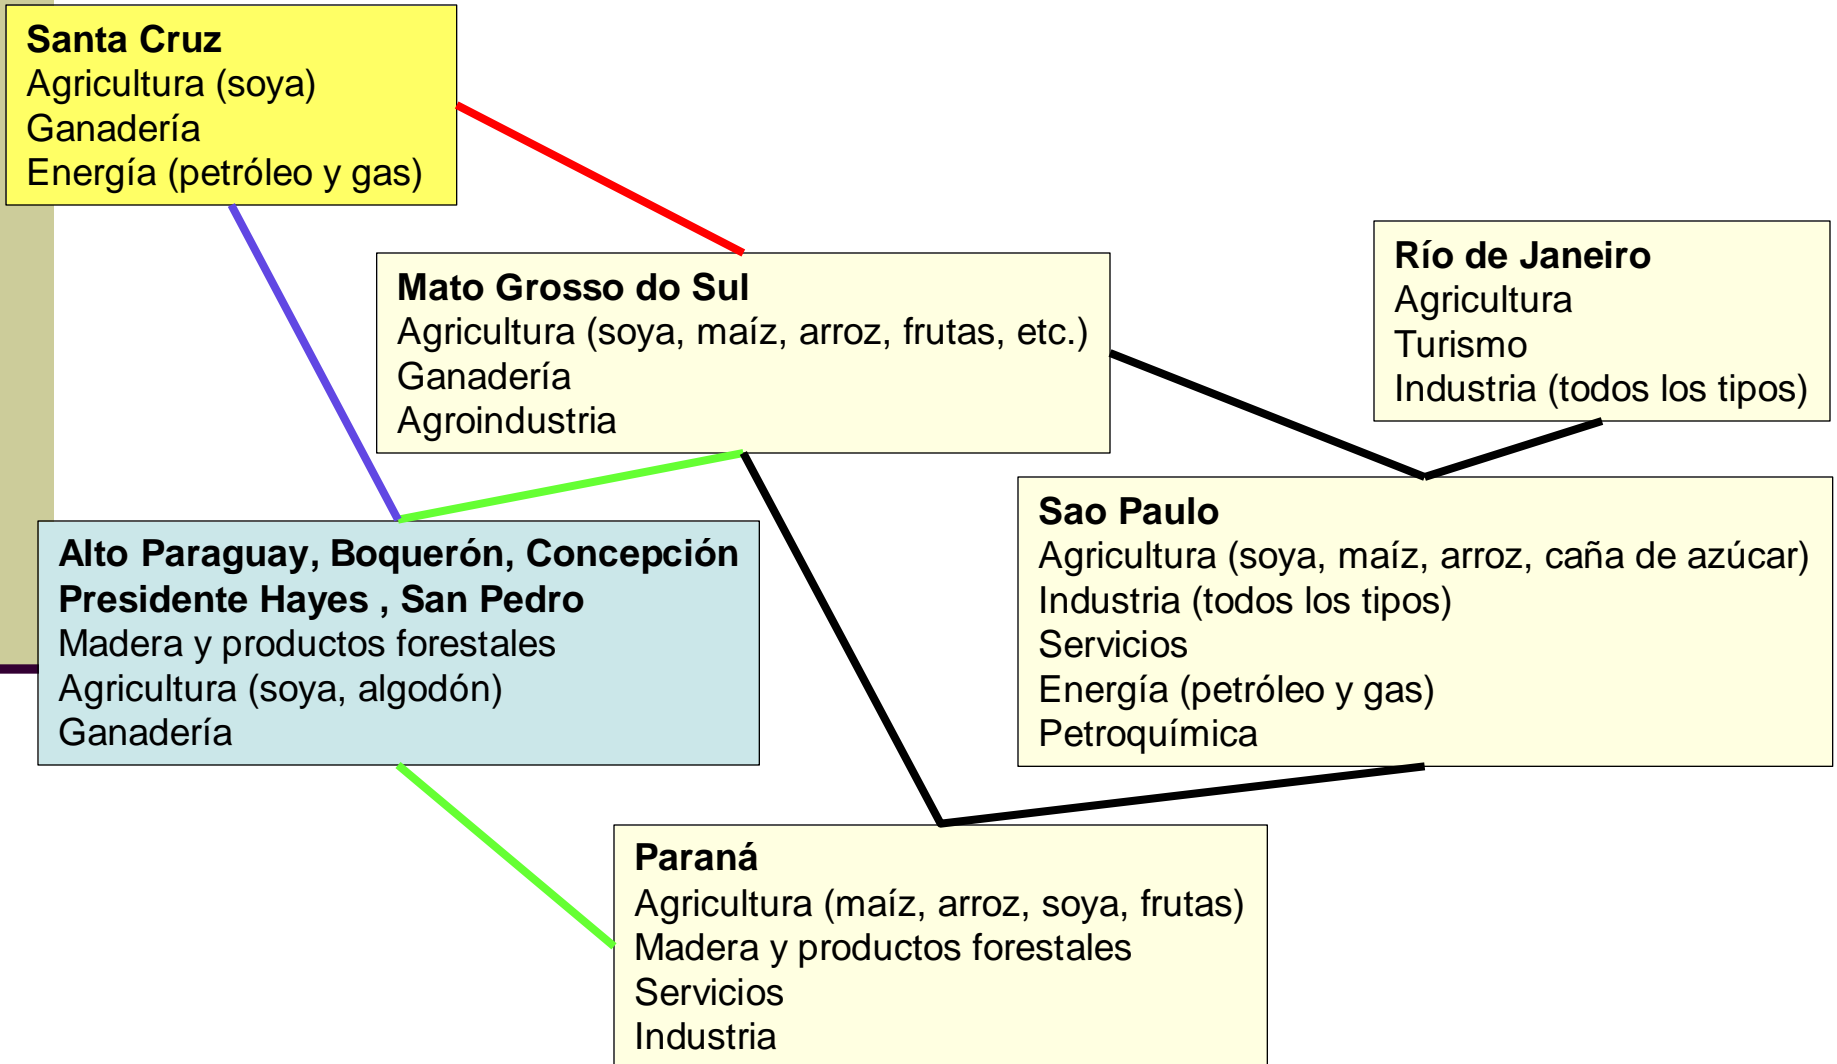 Santa Cruz
Agricultura (soya)
Ganadería
Energía (petróleo y gas)
Mato Grosso do Sul
Agricultura (soya, maíz, arroz, frutas, etc.)
Ganadería
Agroindustria
Río de Janeiro
Agricultura
Turismo
Industria (todos los tipos)
Alto Paraguay, Boquerón, Concepción
Presidente Hayes , San Pedro
Madera y productos forestales
Agricultura (soya, algodón)
Ganadería
Sao Paulo
Agricultura (soya, maíz, arroz, caña de azúcar)
Industria (todos los tipos)
Servicios
Energía (petróleo y gas)
Petroquímica
Paraná
Agricultura (maíz, arroz, soya, frutas)
Madera y productos forestales
Servicios
Industria